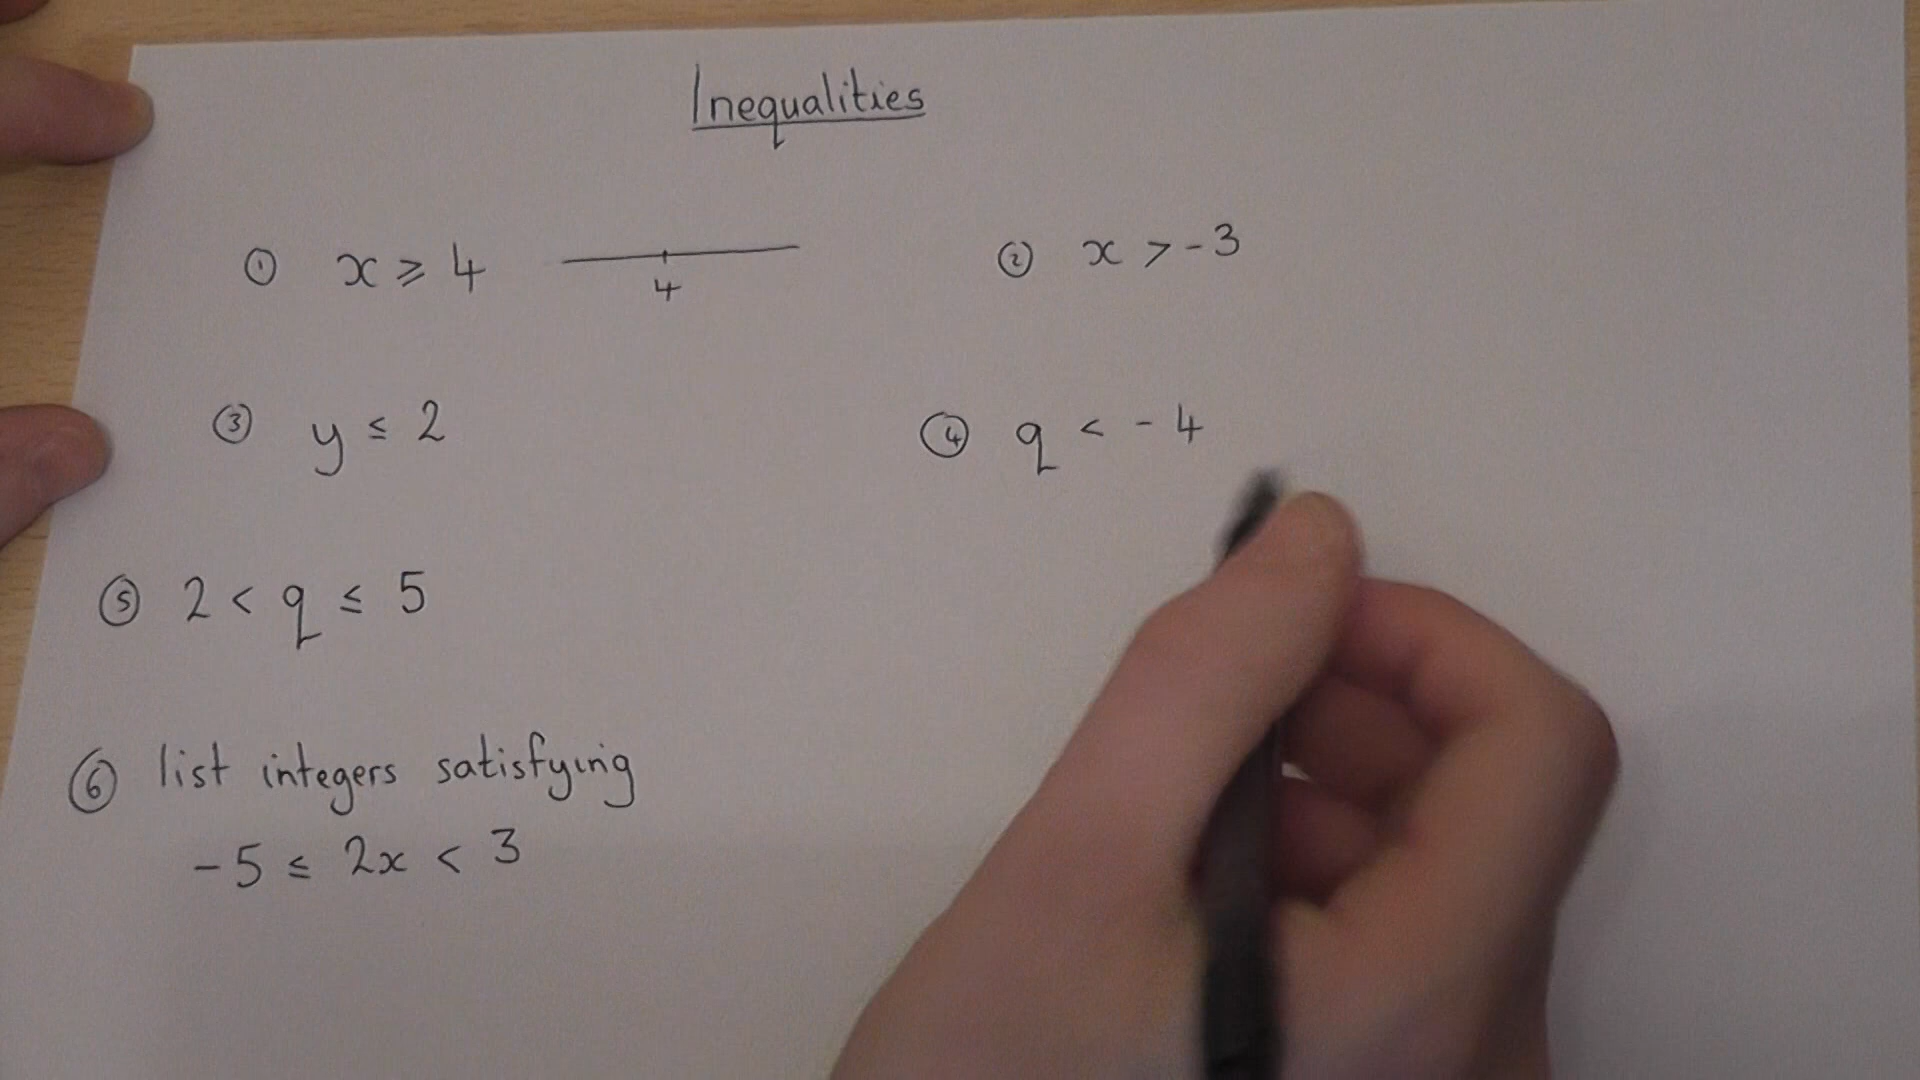 Inequalities
① x ⩾ 4
4
② x > -3
③ y ≤ 2
④ q < -4
⑤ 2 < q ≤ 5
⑥ list integers satisfying
-5 ≤ 2x < 3